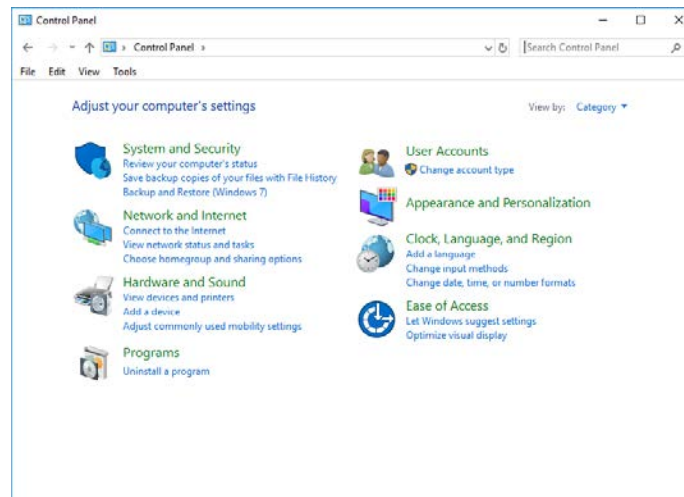 Control Panel
Control Panel
Search Control Panel
File Edit View Tools
Adjust your computer's settings
View by: Category
System and Security
Review your computer's status
Save backup copies of your files with File History
Backup and Restore (Windows 7)
Network and Internet
Connect to the Internet
View network status and tasks
Choose homegroup and sharing options
Hardware and Sound
View devices and printers
Add a device
Adjust commonly used mobility settings
Programs
Uninstall a program
User Accounts
Change account type
Appearance and Personalization
Clock, Language, and Region
Add a language
Change input methods
Change date, time, or number formats
Ease of Access
Let Windows suggest settings
Optimize visual display